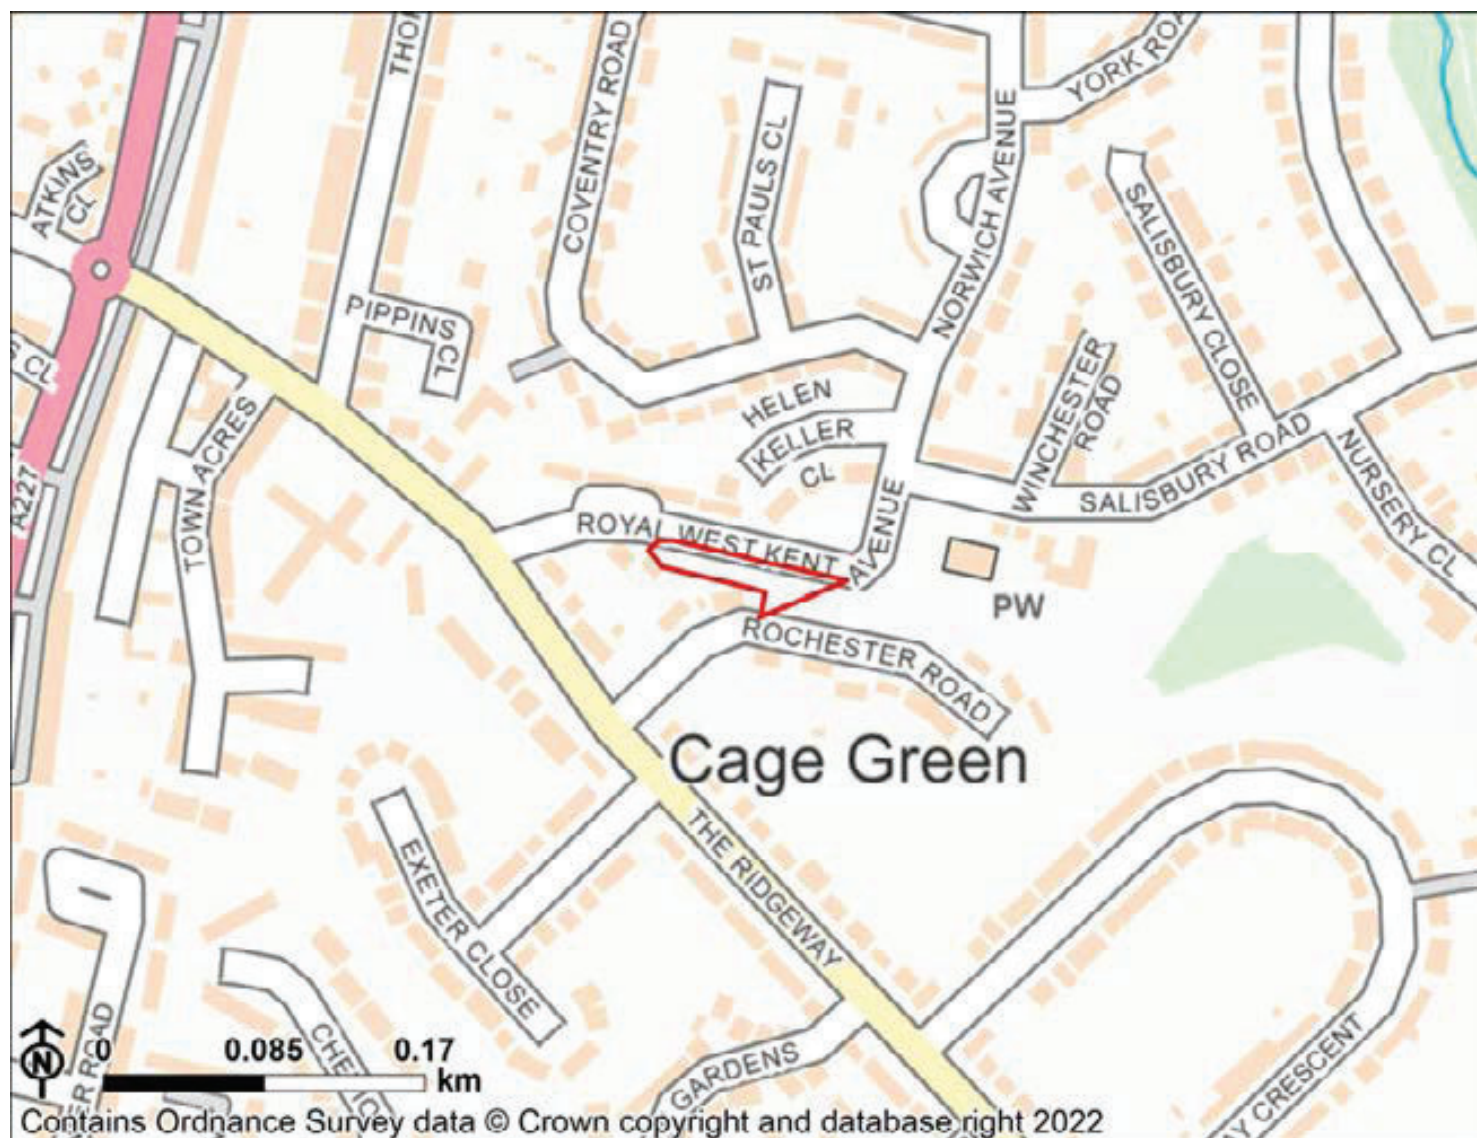 THO
COVENTRY ROAD
YORK ROA
ATKINS
CL
ST PAULS CL
NORWICH AVENUE
SALISBURY CLOSE
PIPPINS
CL
CL
HELEN
KELLER
CL
WINCHESTER
ROAD
A227
TOWN ACRES
SALISBURY ROAD
NURSERY CL
ROYAL WEST KENT
AVENUE
PW
ROCHESTER ROAD
Cage Green
THE RIDGEWAY
EXETER CLOSE
GARDENS
CRESCENT
ER ROAD
N
0 0.085 0.17
km
Contains Ordnance Survey data © Crown copyright and database right 2022